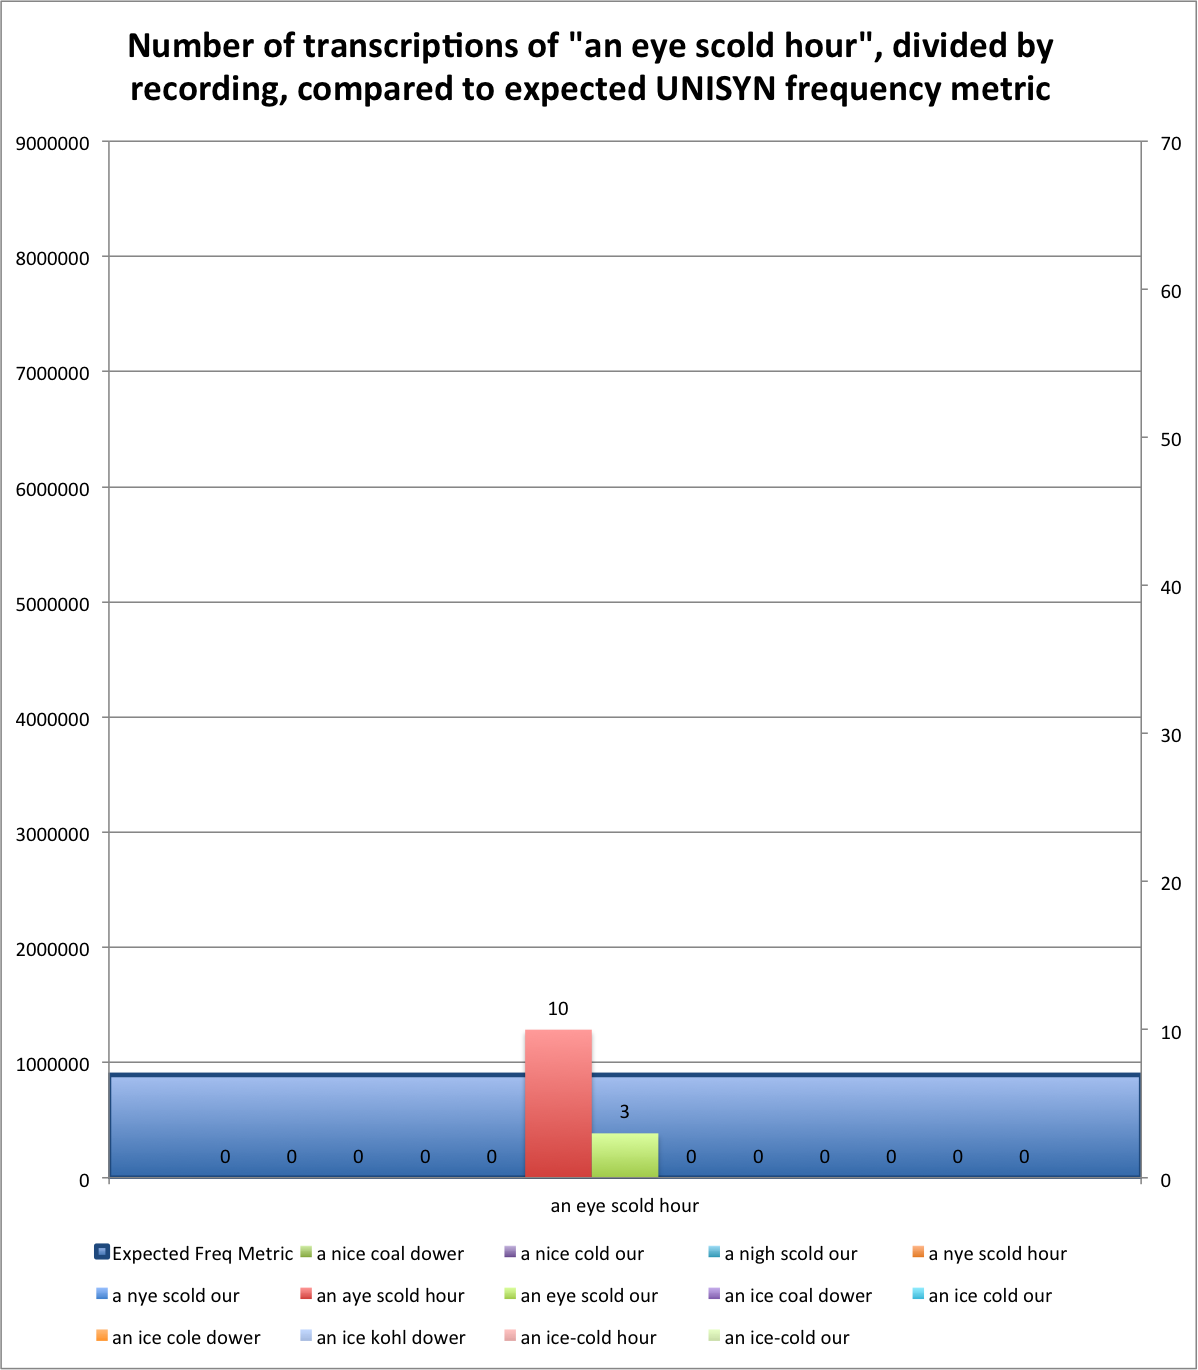 Number of transcriptions of "an eye scold hour", divided by
recording, compared to expected UNISYN frequency metric
9000000
8000000
7000000
6000000
5000000
4000000
3000000
2000000
1000000
0
70
60
50
40
30
20
10
0
10
3
0 0 0 0 0 0 0 0 0 0 0
an eye scold hour
Expected Freq Metric a nice coal dower a nice cold our a nigh scold our a nye scold hour
a nye scold our an aye scold hour an eye scold our an ice coal dower an ice cold our
an ice cole dower an ice kohl dower an ice-cold hour an ice-cold our